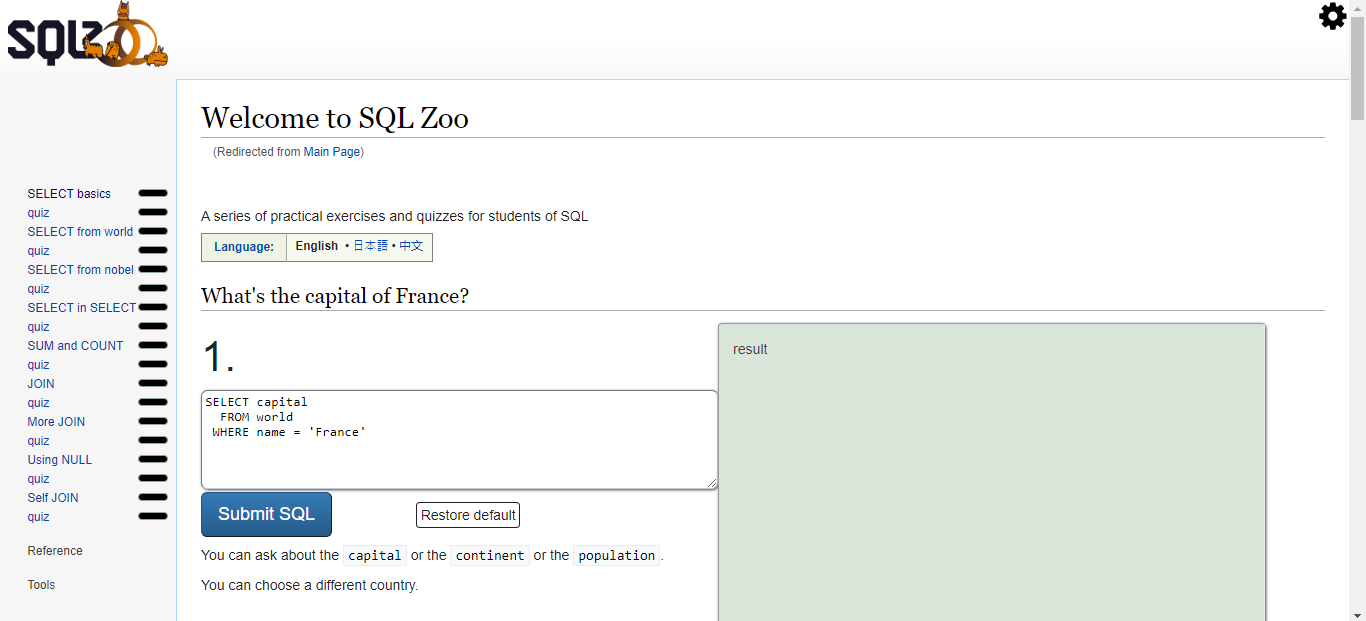 SQLZOO
Welcome to SQL Zoo
(Redirected from Main Page)
SELECT basics
quiz
SELECT from world
quiz
SELECT from nobel
quiz
SELECT in SELECT
quiz
SUM and COUNT
quiz
JOIN
quiz
More JOIN
quiz
Using NULL
quiz
Self JOIN
quiz
Reference
Tools
A series of practical exercises and quizzes for students of SQL
Language: English • 日本語 • 中文
What's the capital of France?
1.
SELECT capital
  FROM world
 WHERE name = 'France'
Submit SQL Restore default
You can ask about the capital or the continent or the population.
You can choose a different country.
result